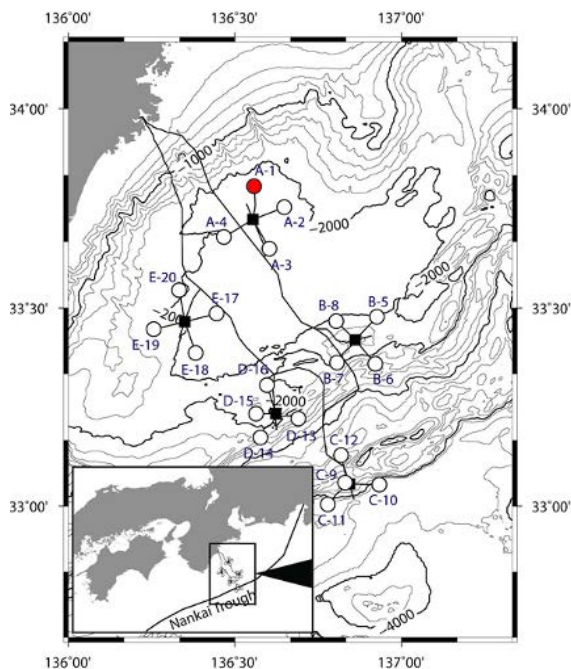 136˚00' 136˚30' 137˚00'
34˚00' 34˚00'
−1000
A-1
A-2
−2000
A-4
A-3
−2000
E-20
E-17
B-8
B-5
−2000
33˚30' 33˚30'
E-19
E-18
B-7
B-6
D-16
−2000
D-15
D-13
D-14
C-12
C-9
C-10
33˚00' 33˚00'
C-11
Nankai Trough
−4000
136˚00' 136˚30' 137˚00'